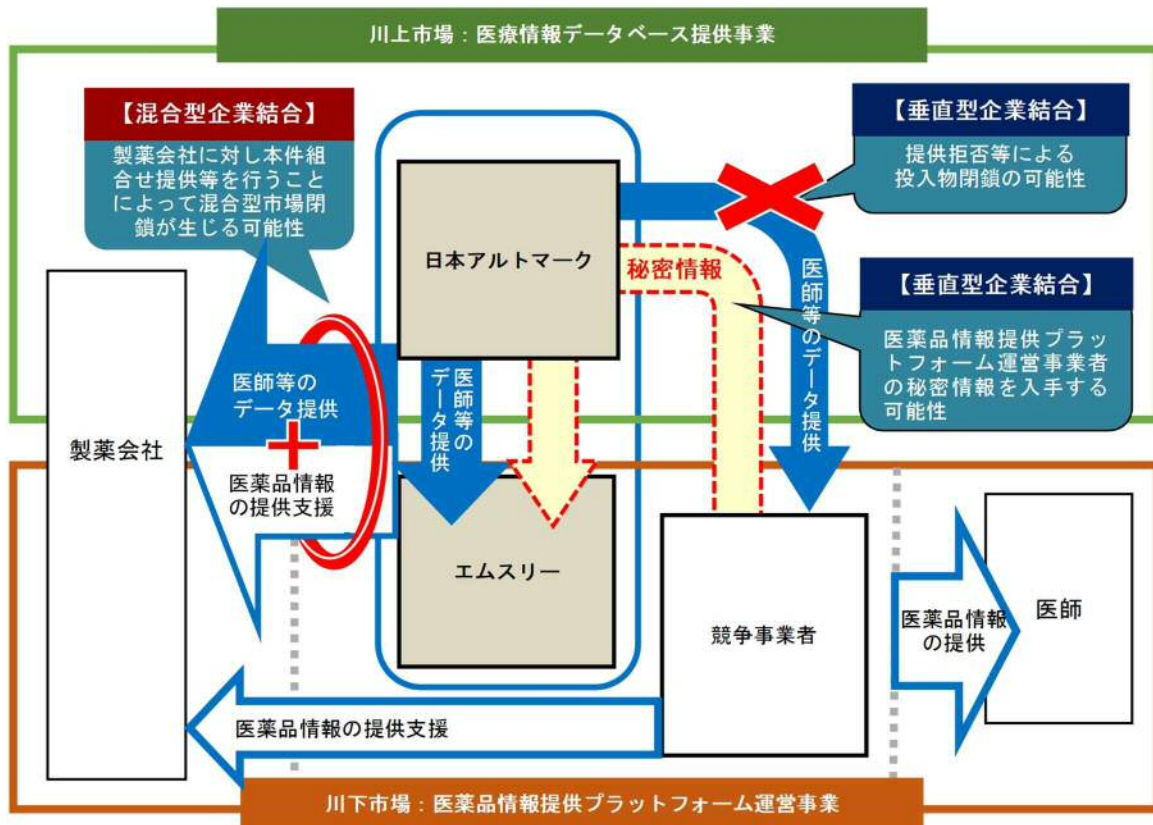 川上市場：医療情報データベース提供事業
【混合型企業結合】
製薬会社に対し本件組
合せ提供等を行うこと
によって混合型市場閉
鎖が生じる可能性
【垂直型企業結合】
提供拒否等による
投入物閉鎖の可能性
日本アルトマーク
秘密情報
医師等のデータ提供
【垂直型企業結合】
医薬品情報提供プラッ
トフォーム運営事業者
の秘密情報を入手する
可能性
医師等の
データ提供
医師等の
データ提供
製薬会社
医薬品情報
の提供支援
エムスリー
競争事業者
医薬品情報
の提供
医師
医薬品情報の提供支援
川下市場：医薬品情報提供プラットフォーム運営事業